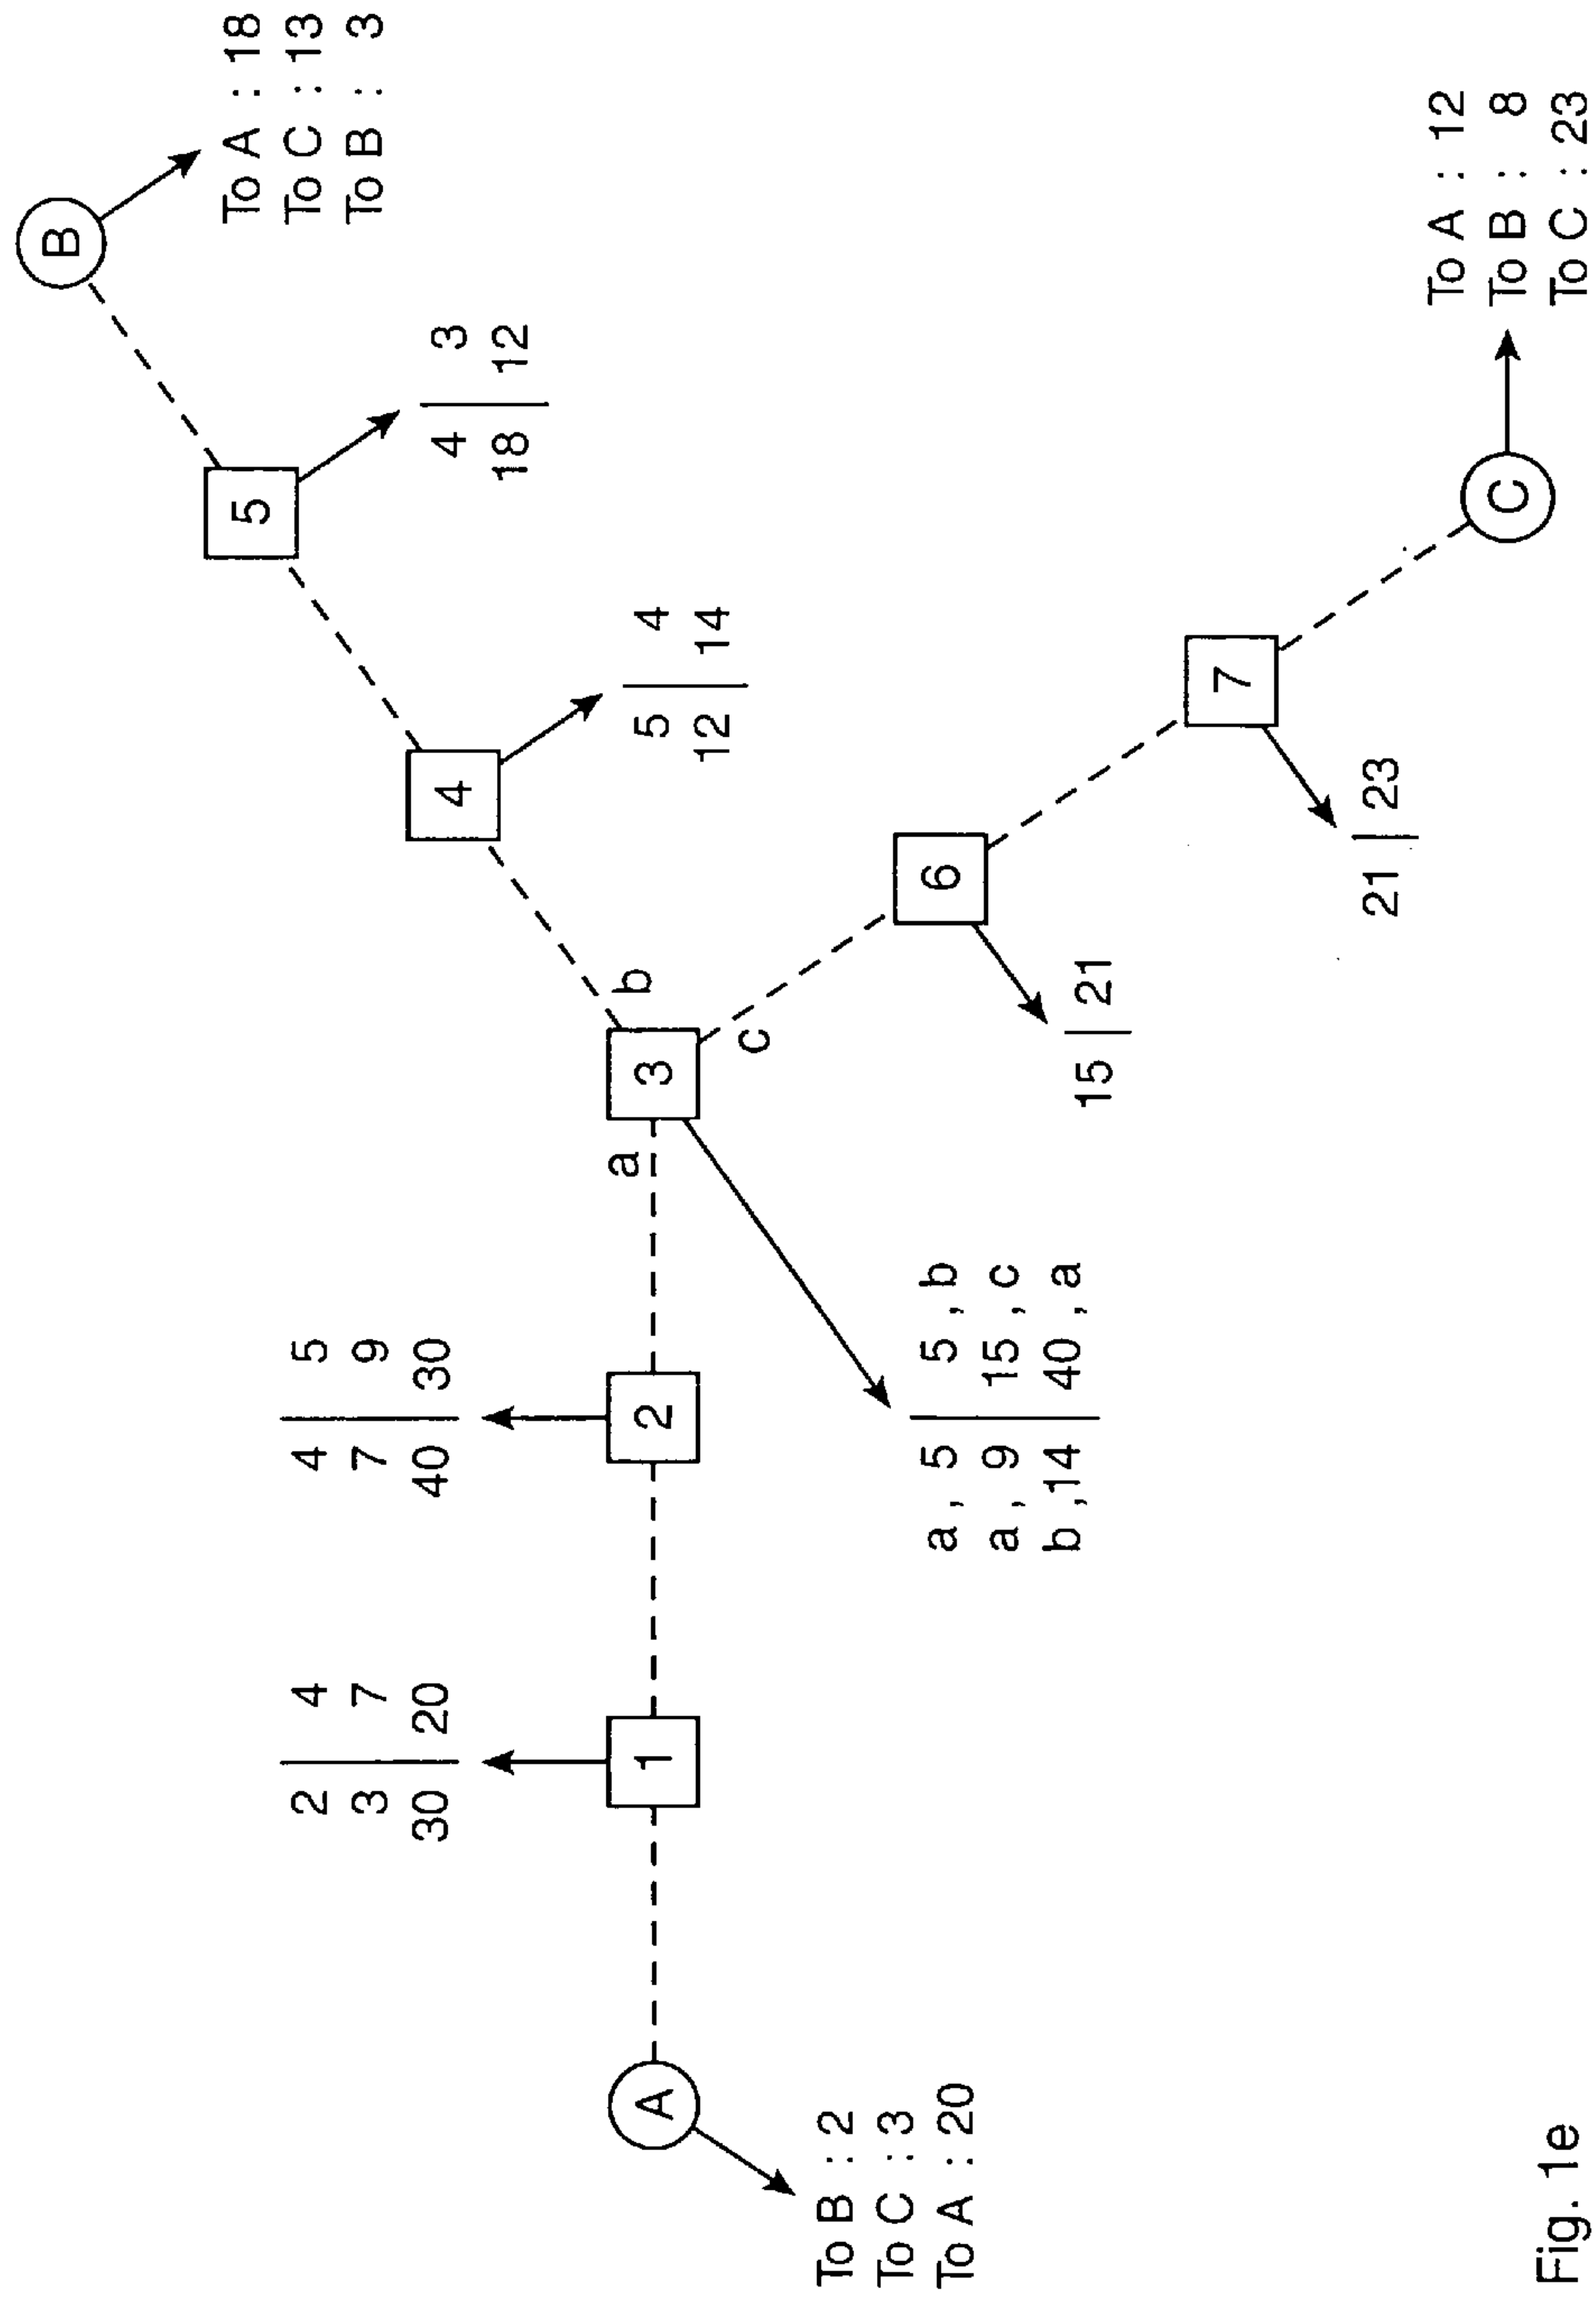 B
To A : 18
To C : 13
To B : 3
5
4 3
18 12
4
5 4
12 14
2 4
3 7
30 20
4 5
7 9
40 30
A
1
2
a
3
b
c
To B : 2
To C : 3
To A : 20
a, 5 5, b
a, 9 15, c
b, 14 40, a
6
15 21
7
21 23
C
To A : 12
To B : 8
To C : 23
Fig. 1e